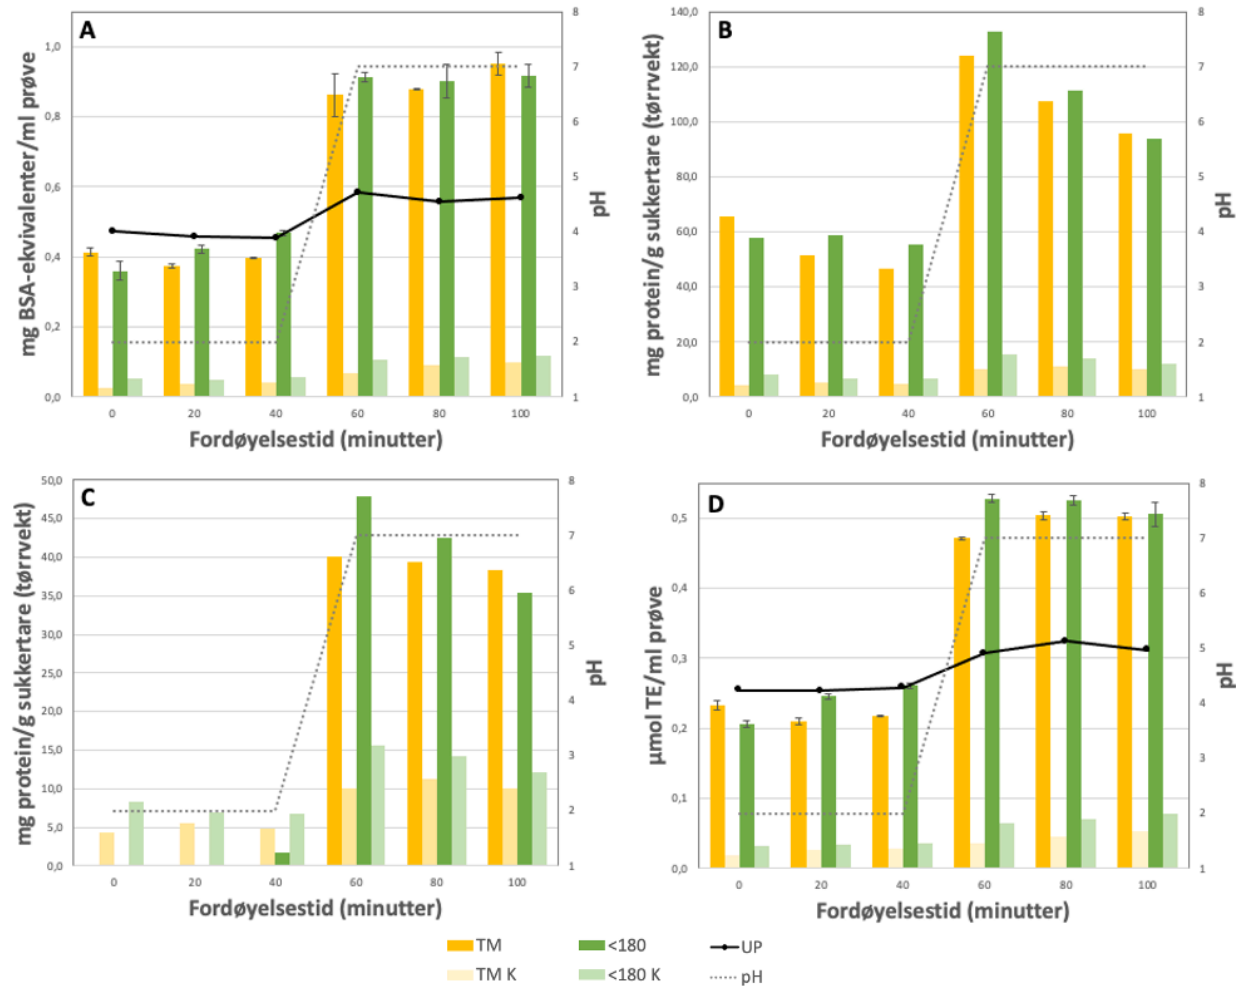 A
mg BSA-ekvivalenter/ml prøve
1,0
0,8
0,6
0,4
0,2
0,0
8
7
6
5
4
3
2
1
pH
0 20 40 60 80 100
Fordøyelsestid (minutter)
B
mg protein/g sukkertare (tørrvekt)
140,0
120,0
100,0
80,0
60,0
40,0
20,0
0,0
8
7
6
5
4
3
2
1
pH
0 20 40 60 80 100
Fordøyelsestid (minutter)
C
mg protein/g sukkertare (tørrvekt)
50,0
45,0
40,0
35,0
30,0
25,0
20,0
15,0
10,0
5,0
0,0
8
7
6
5
4
3
2
1
pH
0 20 40 60 80 100
Fordøyelsestid (minutter)
D
µmol TE/ml prøve
0,5
0,4
0,3
0,2
0,1
0,0
8
7
6
5
4
3
2
1
pH
0 20 40 60 80 100
Fordøyelsestid (minutter)
TM <180 UP
TM K <180 K pH